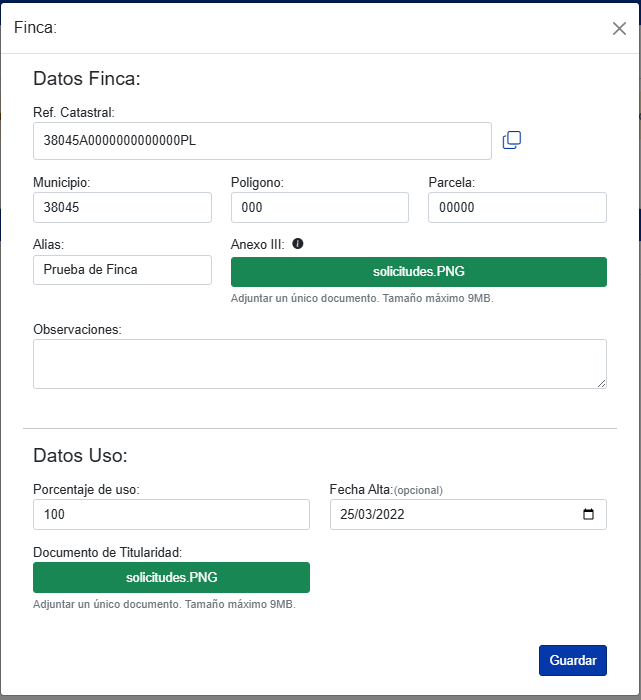 Finca:
Datos Finca:
Ref. Catastral:
38045A0000000000000PL
Municipio: Poligono: Parcela:
38045 000 00000
Alias: Anexo III:
Prueba de Finca solicitudes.PNG
Adjuntar un único documento. Tamaño máximo 9MB.
Observaciones:
Datos Uso:
Porcentaje de uso: Fecha Alta:(opcional)
100 25/03/2022
Documento de Titularidad:
solicitudes.PNG
Adjuntar un único documento. Tamaño máximo 9MB.
Guardar